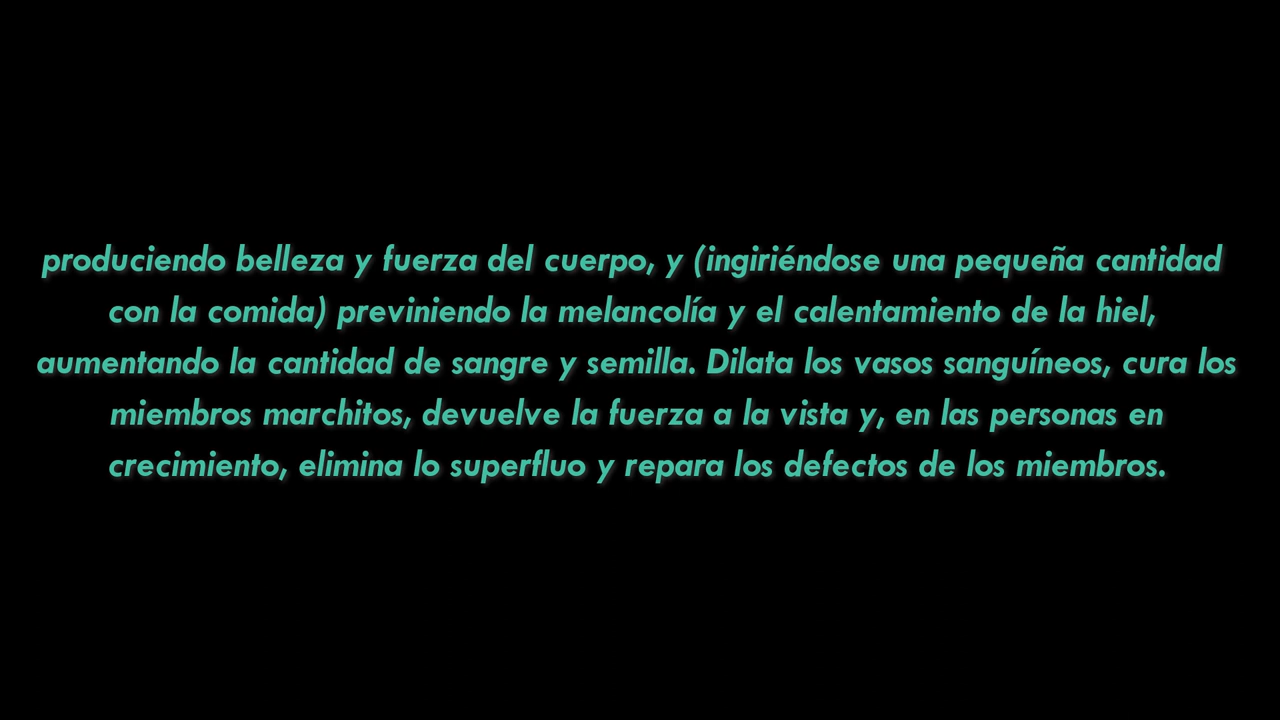 produciendo belleza y fuerza del cuerpo, y (ingiriéndose una pequeña cantidad
con la comida) previniendo la melancolía y el calentamiento de la hiel,
aumentando la cantidad de sangre y semilla. Dilata los vasos sanguíneos, cura los
miembros marchitos, devuelve la fuerza a la vista y, en las personas en
crecimiento, elimina lo superfluo y repara los defectos de los miembros.